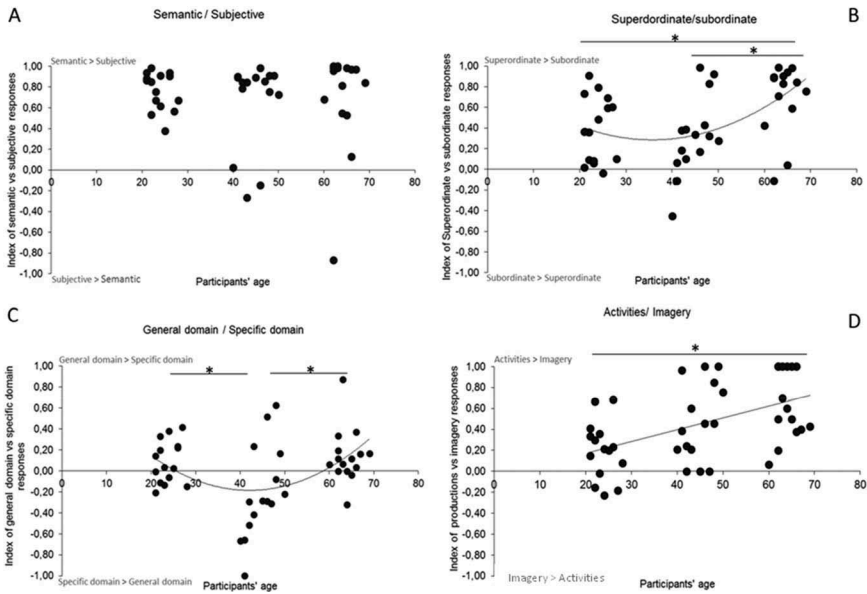 A
Semantic / Subjective
Semantic > Subjective
1,00
0,80
0,60
0,40
0,20
0,00
-0,20
-0,40
-0,60
-0,80
-1,00
0 10 20 30 40 50 60 70 80
Index of semantic vs subjective responses
Subjective > Semantic
Participants' age
B
Superdordinate/subordinate
*
*
Superordinate > Subordinate
1,00
0,80
0,60
0,40
0,20
0,00
-0,20
-0,40
-0,60
-0,80
-1,00
0 10 20 30 40 50 60 70 80
Index of Superordinate vs subordinate responses
Subordinate > Superordinate
Participants' age
C
General domain / Specific domain
General domain > Specific domain
*
*
1,00
0,80
0,60
0,40
0,20
0,00
-0,20
-0,40
-0,60
-0,80
-1,00
0 10 20 30 40 50 60 70 80
Index of general domain vs specific domain
responses
Specific domain > General domain
Participants' age
D
Activities/ Imagery
*
Activities > Imagery
1,00
0,80
0,60
0,40
0,20
0,00
-0,20
-0,40
-0,60
-0,80
-1,00
0 10 20 30 40 50 60 70 80
Index of productions vs imagery responses
Imagery > Activities
Participants' age